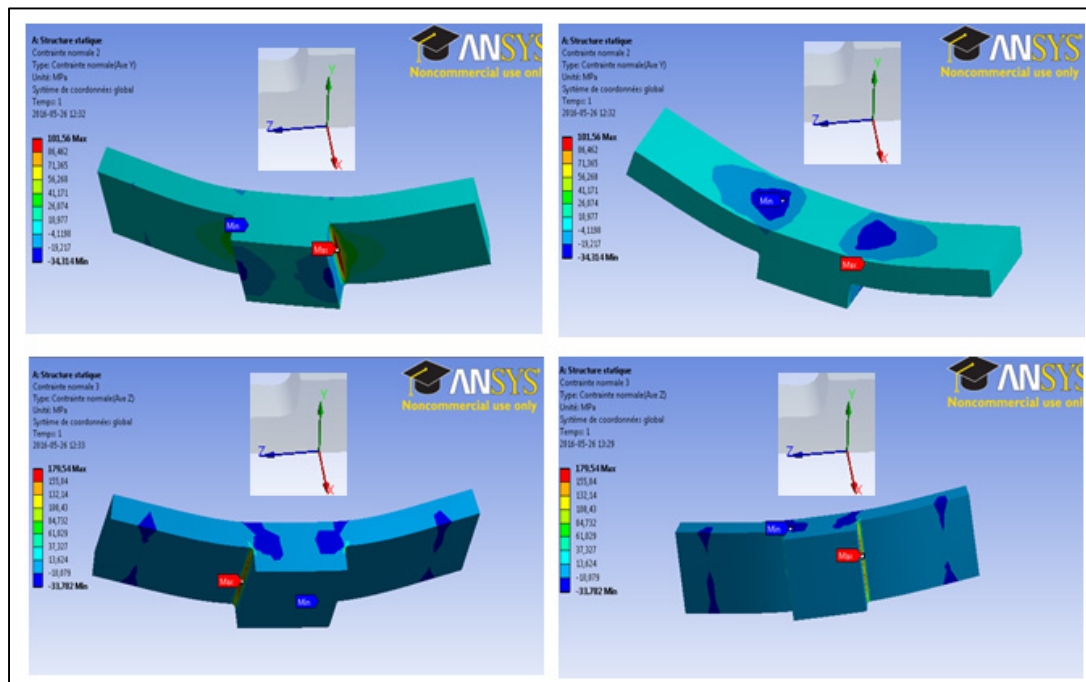 A: Structure statique
Contrainte normale 2
Type: Contrainte normale(Axe Y)
Unité: MPa
Système de coordonnées global
Temps: 1
2016-05-26 12:32
101,56 Max
86,462
71,365
56,268
41,171
26,074
10,977
-4,1198
-19,217
-34,314 Min
ANSYS
Noncommercial use only
Y
Z
X
Min
Max
A: Structure statique
Contrainte normale 2
Type: Contrainte normale(Axe Y)
Unité: MPa
Système de coordonnées global
Temps: 1
2016-05-26 12:32
101,56 Max
86,462
71,365
56,268
41,171
26,074
10,977
-4,1198
-19,217
-34,314 Min
ANSYS
Noncommercial use only
Y
Z
X
Min
Max
A: Structure statique
Contrainte normale 3
Type: Contrainte normale(Axe Z)
Unité: MPa
Système de coordonnées global
Temps: 1
2016-05-26 12:33
179,54 Max
155,84
132,14
108,43
84,732
61,029
37,327
13,624
-10,079
-33,782 Min
ANSYS
Noncommercial use only
Y
Z
X
Max
Min
A: Structure statique
Contrainte normale 3
Type: Contrainte normale(Axe Z)
Unité: MPa
Système de coordonnées global
Temps: 1
2016-05-26 13:29
179,54 Max
155,84
132,14
108,43
84,732
61,029
37,327
13,624
-10,079
-33,782 Min
ANSYS
Noncommercial use only
Y
Z
X
Min
Max